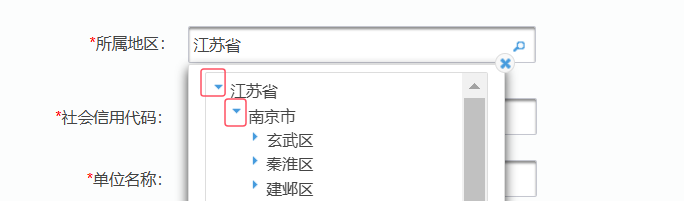 *所属地区：
江苏省
江苏省
*社会信用代码：
南京市
玄武区
秦淮区
*单位名称：
建邺区